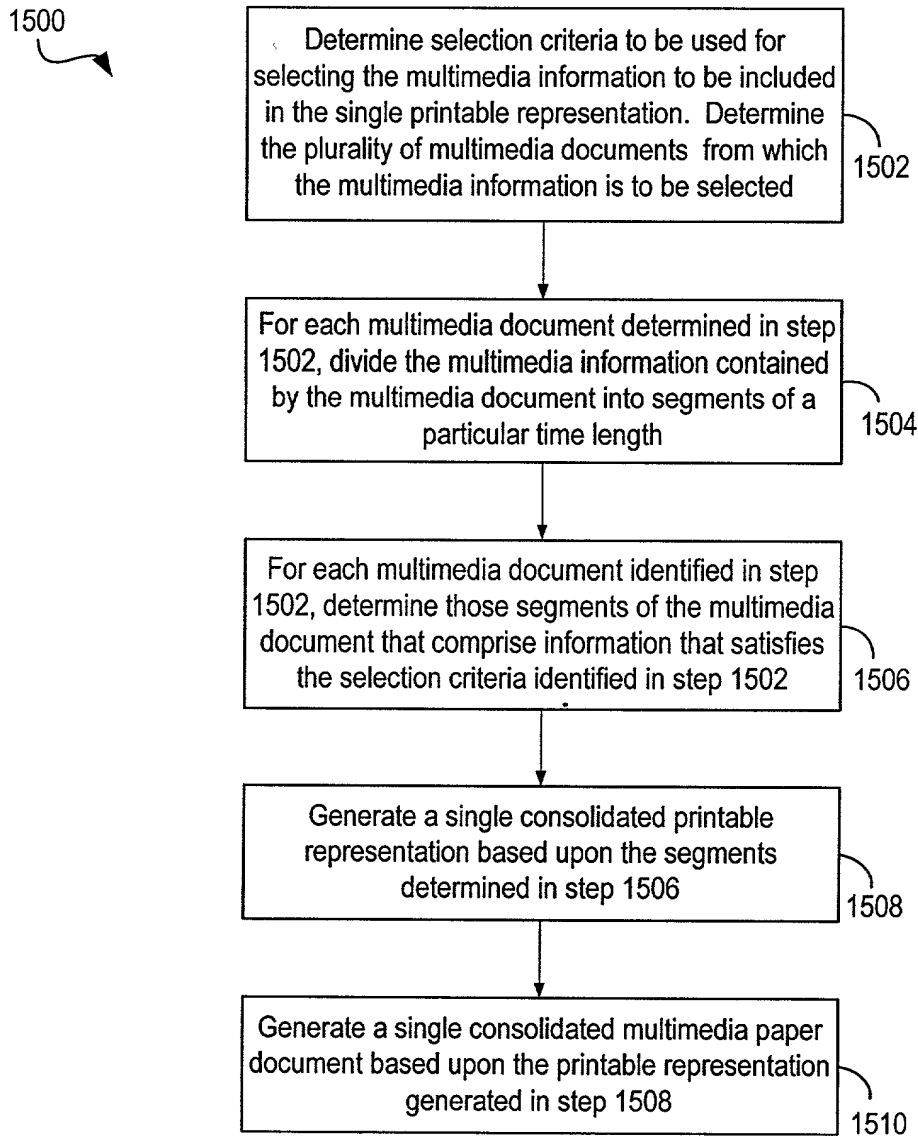 1500
Determine selection criteria to be used for
selecting the multimedia information to be included
in the single printable representation. Determine
the plurality of multimedia documents from which
the multimedia information is to be selected
1502
For each multimedia document determined in step
1502, divide the multimedia information contained
by the multimedia document into segments of a
particular time length
1504
For each multimedia document identified in step
1502, determine those segments of the multimedia
document that comprise information that satisfies
the selection criteria identified in step 1502
1506
Generate a single consolidated printable
representation based upon the segments
determined in step 1506
1508
Generate a single consolidated multimedia paper
document based upon the printable representation
generated in step 1508
1510